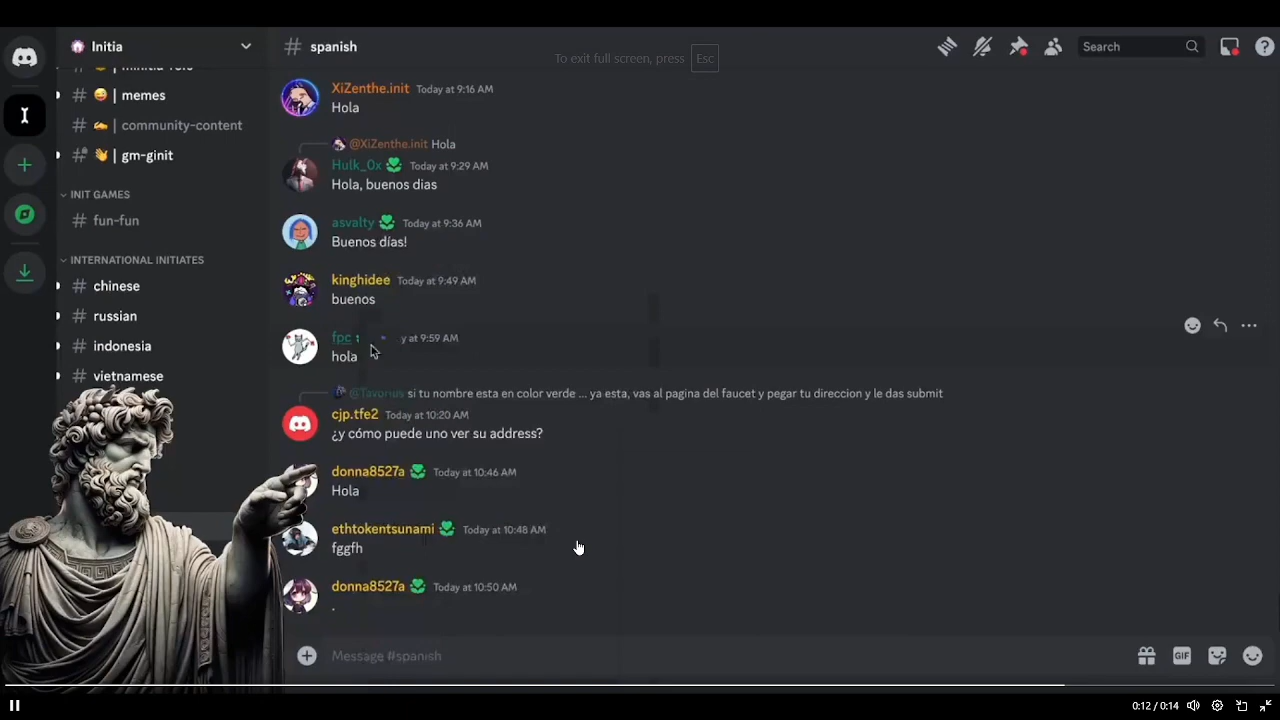 Initia
# spanish
To exit full screen, press Esc
Search
| memes
| community-content
| gm-ginit
INIT GAMES
# fun-fun
INTERNATIONAL INITIATES
# chinese
# russian
# indonesia
# vietnamese
XiZenthe.init Today at 9:16 AM
Hola
@XiZenthe.init Hola
Hulk_0x Today at 9:29 AM
Hola, buenos dias
asvalty Today at 9:36 AM
Buenos días!
kinghidee Today at 9:49 AM
buenos
fpc y at 9:59 AM
hola
@Tavorius si tu nombre esta en color verde ... ya esta, vas al pagina del faucet y pegar tu direccion y le das submit
cjp.tfe2 Today at 10:20 AM
¿y cómo puede uno ver su address?
donna8527a Today at 10:46 AM
Hola
ethtokentsunami Today at 10:48 AM
fggfh
donna8527a Today at 10:50 AM
.
Message #spanish
GIF
0:12 / 0:14